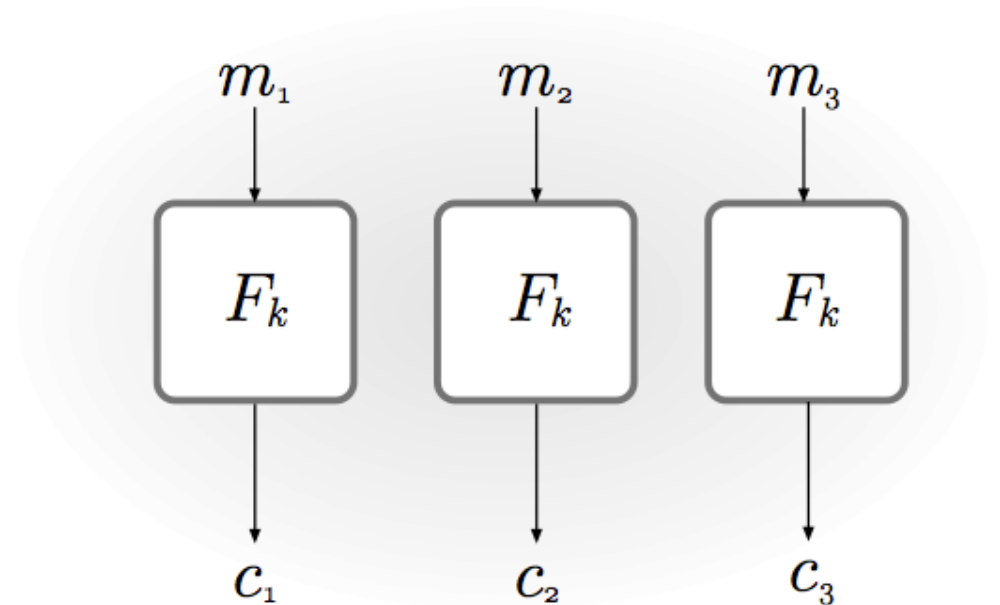 m₁ m₂ m₃
Fₖ Fₖ Fₖ
c₁ c₂ c₃